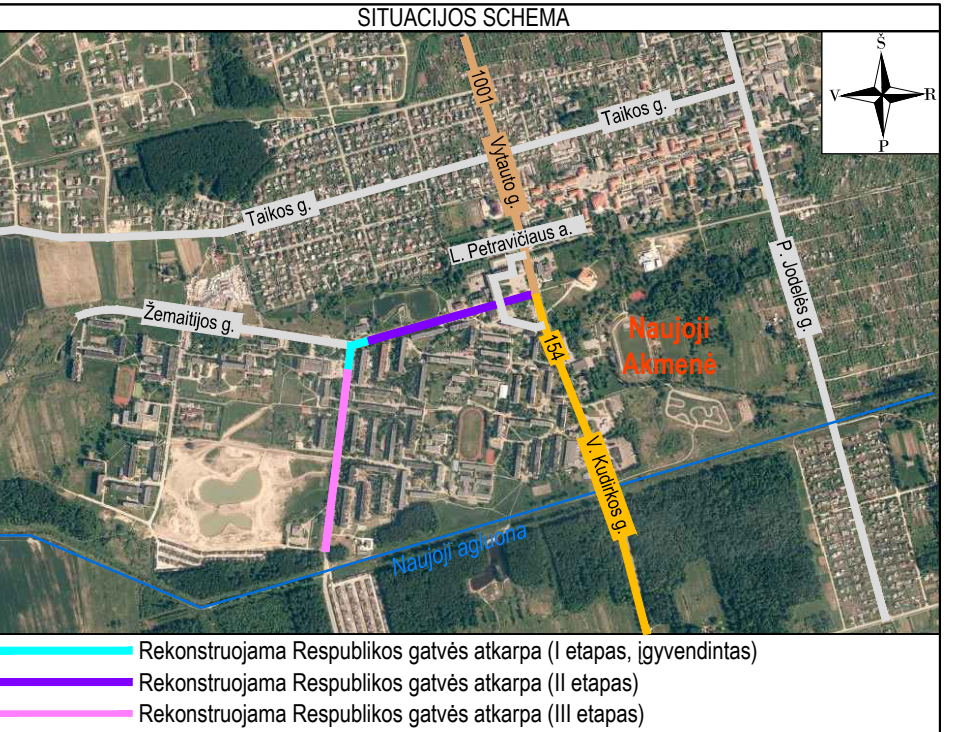 SITUACIJOS SCHEMA
Š
V
R
P
1001
Vytauto g.
Taikos g.
Taikos g.
L. Petravičiaus a.
P. Jodelės g.
Žemaitijos g.
154
Naujoji
Akmenė
V. Kudirkos g.
Naujoji agluona
Rekonstruojama Respublikos gatvės atkarpa (I etapas, įgyvendintas)
Rekonstruojama Respublikos gatvės atkarpa (II etapas)
Rekonstruojama Respublikos gatvės atkarpa (III etapas)